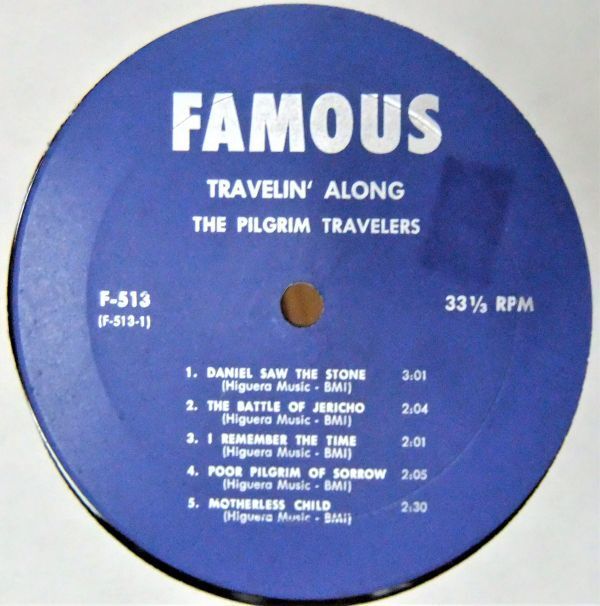 FAMOUS
TRAVELIN' ALONG
THE PILGRIM TRAVELERS
F-513
(F-513-1)
33 1/3 RPM
1. DANIEL SAW THE STONE 3:01
(Higuera Music - BMI)
2. THE BATTLE OF JERICHO 2:04
(Higuera Music - BMI)
3. I REMEMBER THE TIME 2:01
(Higuera Music - BMI)
4. POOR PILGRIM OF SORROW 2:05
(Higuera Music - BMI)
5. MOTHERLESS CHILD 2:30
(Higuera Music - BMI)